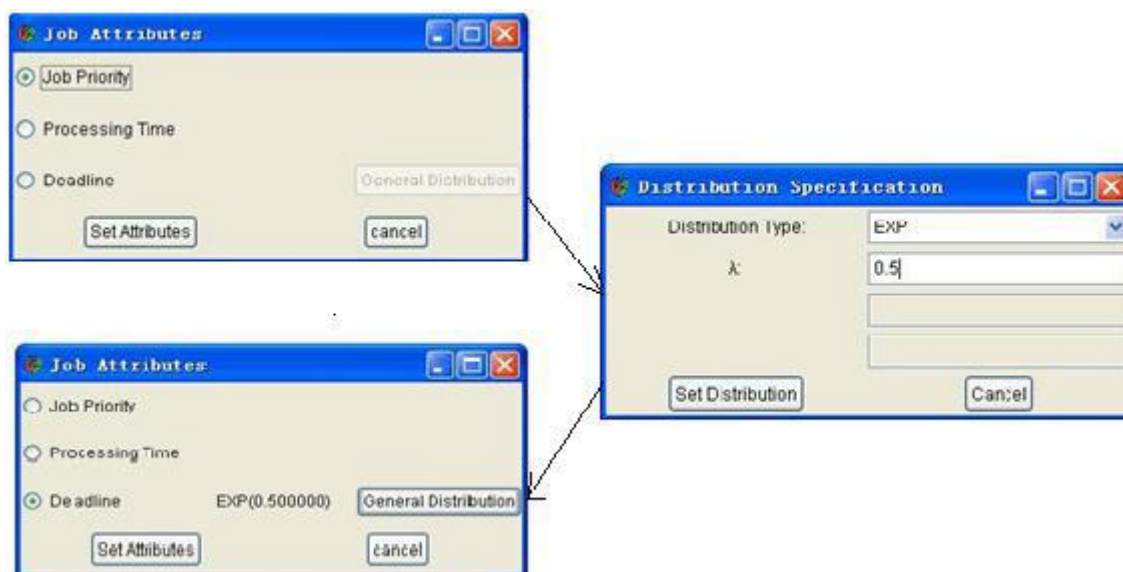 Job Attributes
Job Priority
Processing Time
Deadline General Distribution
Set Attributes cancel
Distribution Specification
Distribution Type: EXP
λ: 0.5
Set Distribution Cancel
Job Attributes
Job Priority
Processing Time
Deadline EXP(0.500000) General Distribution
Set Attributes cancel